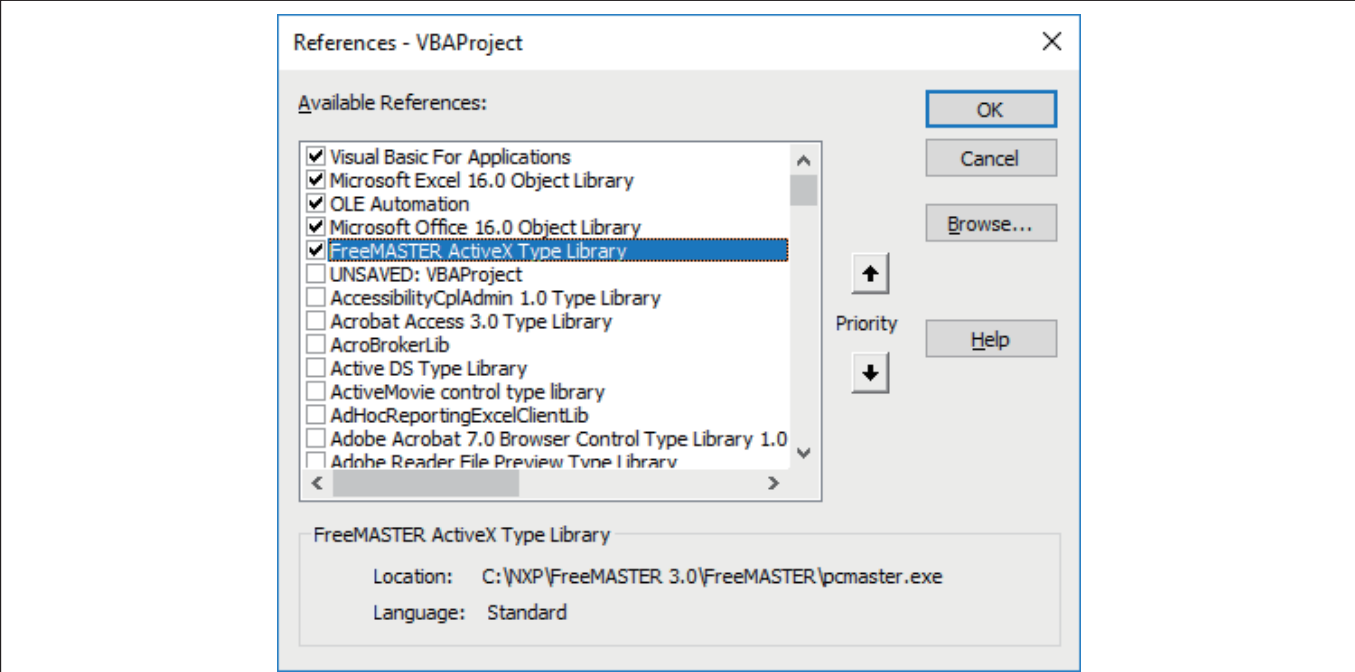 References - VBAProject
Available References:
OK
Visual Basic For Applications
Cancel
Microsoft Excel 16.0 Object Library
OLE Automation
Microsoft Office 16.0 Object Library
Browse...
FreeMASTER ActiveX Type Library
UNSAVED: VBAProject
AccessibilityCplAdmin 1.0 Type Library
Acrobat Access 3.0 Type Library
Priority
AcroBrokerLib
Help
Active DS Type Library
ActiveMovie control type library
AdHocReportingExcelClientLib
Adobe Acrobat 7.0 Browser Control Type Library 1.0
Adobe Reader File Preview Type Library
FreeMASTER ActiveX Type Library
Location: C:\NXP\FreeMASTER 3.0\FreeMASTER\pcmaster.exe
Language: Standard